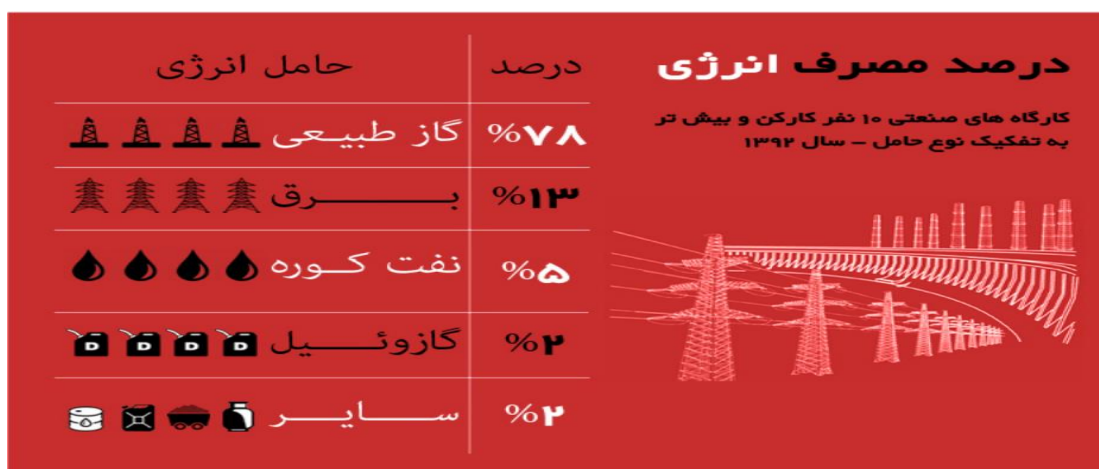 درصد مصرف انرژی
کارگاه های صنعتی ۱۰ نفر کارکن و بیش تر
به تفکیک نوع حامل – سال ۱۳۹۲
درصد حامل انرژی
%۷۸ گاز طبیعی
%۱۳ برق
%۵ نفت کوره
%۲ گازوئیل
D D D D
%۲ سایر